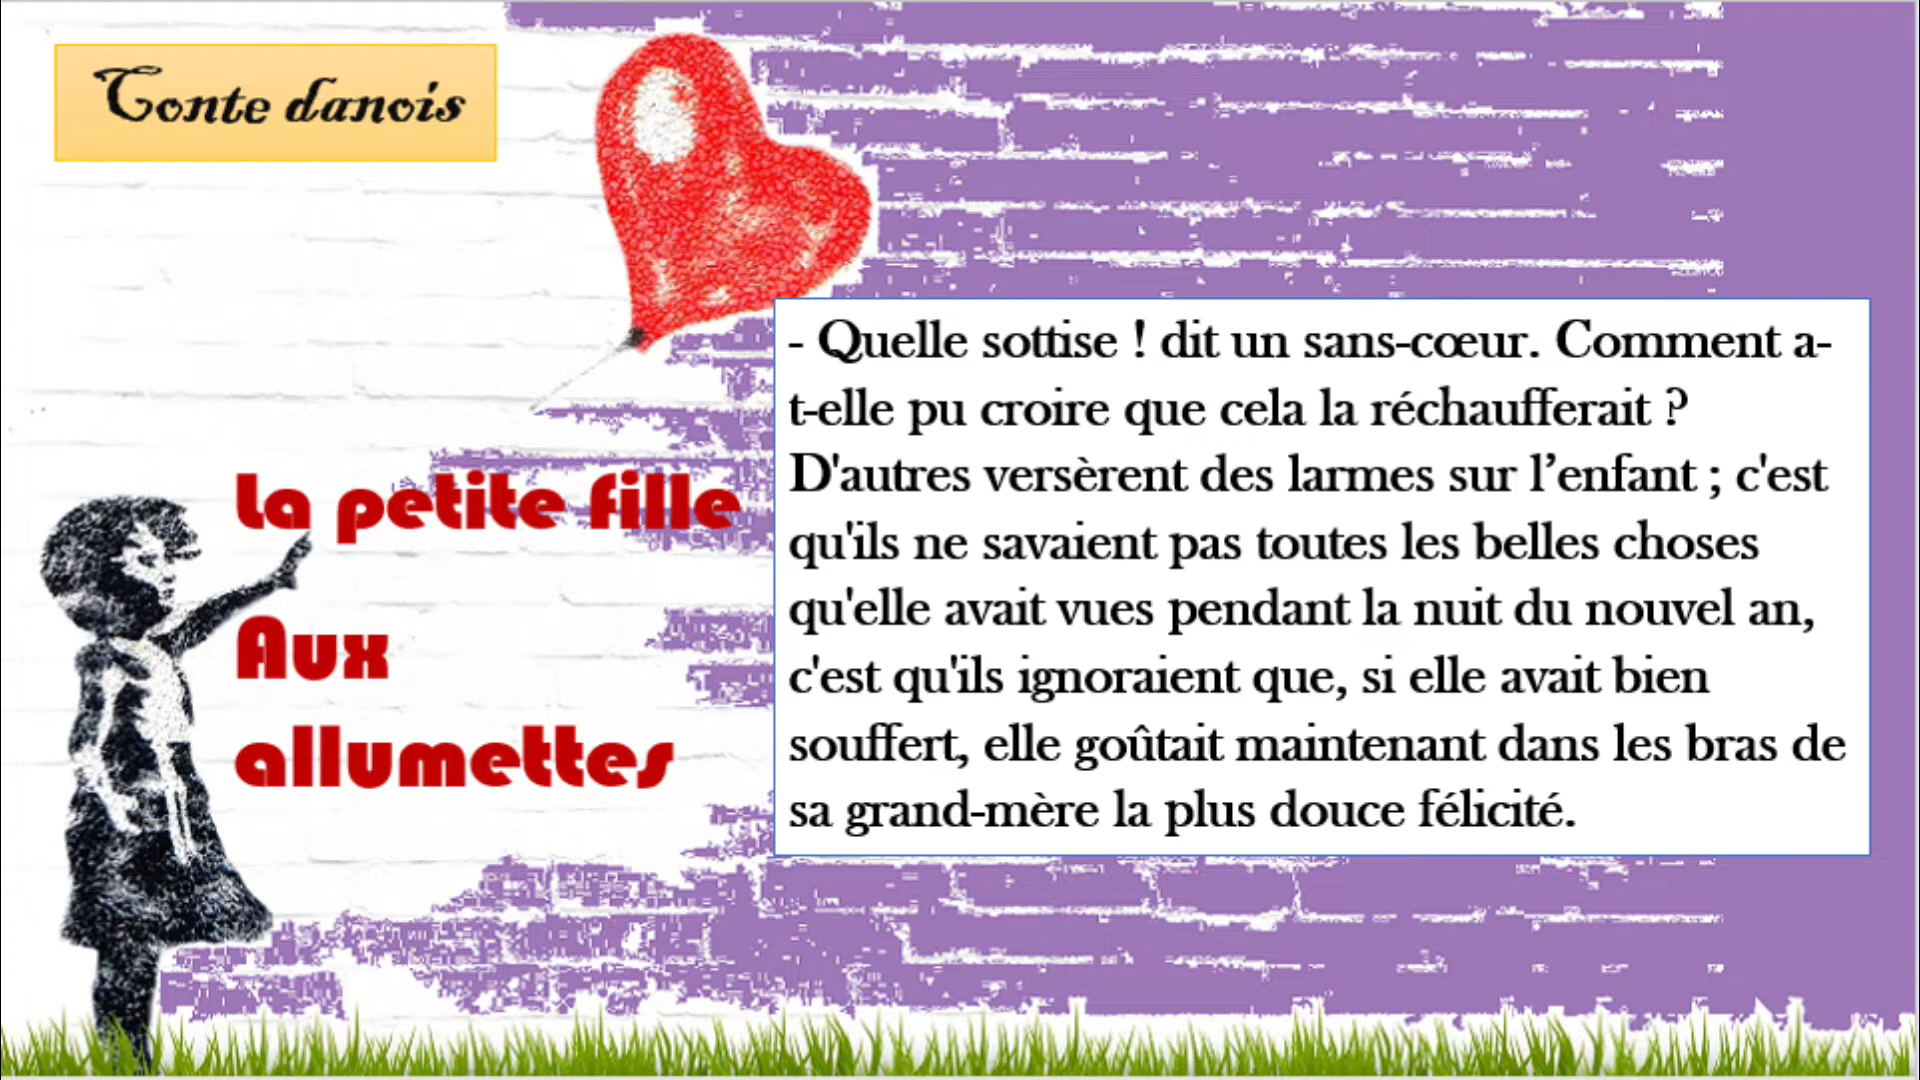 Conte danois
La petite fille
Aux
allumettes
- Quelle sottise ! dit un sans-cœur. Comment a-
t-elle pu croire que cela la réchaufferait ?
D'autres versèrent des larmes sur l’enfant ; c'est
qu'ils ne savaient pas toutes les belles choses
qu'elle avait vues pendant la nuit du nouvel an,
c'est qu'ils ignoraient que, si elle avait bien
souffert, elle goûtait maintenant dans les bras de
sa grand-mère la plus douce félicité.